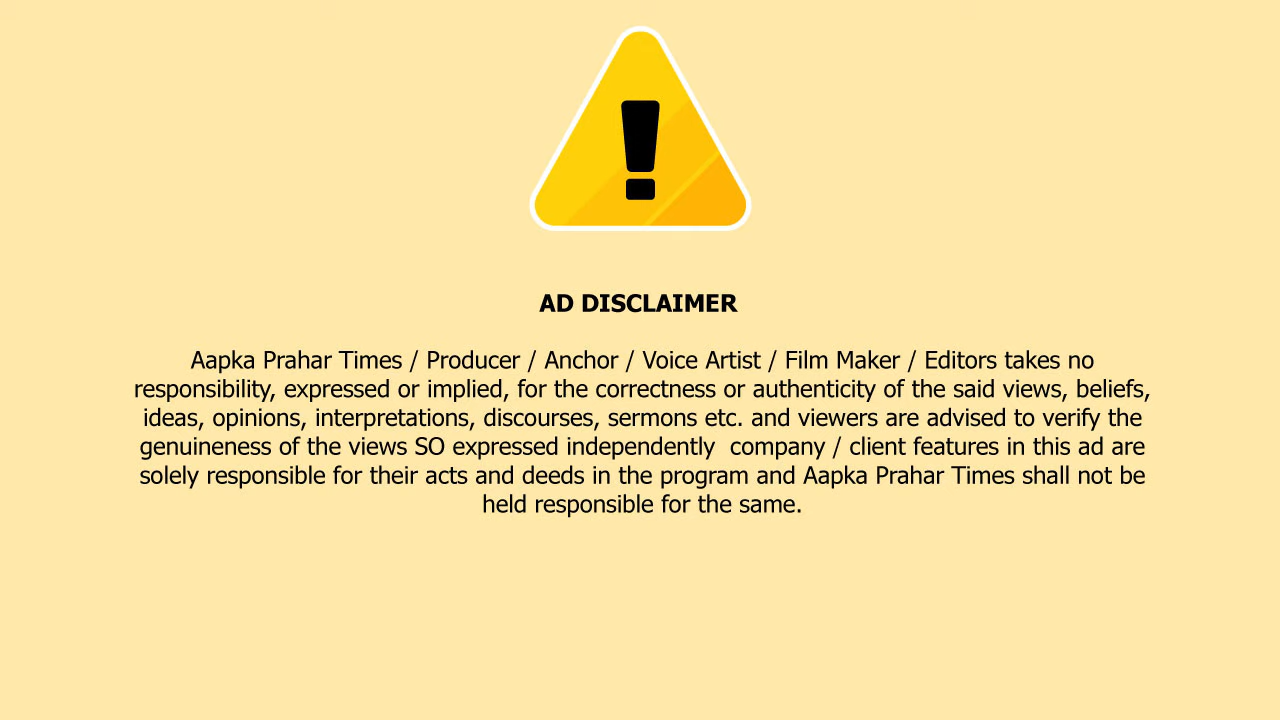 AD DISCLAIMER
Aapka Prahar Times / Producer / Anchor / Voice Artist / Film Maker / Editors takes no
responsibility, expressed or implied, for the correctness or authenticity of the said views, beliefs,
ideas, opinions, interpretations, discourses, sermons etc. and viewers are advised to verify the
genuineness of the views SO expressed independently  company / client features in this ad are
solely responsible for their acts and deeds in the program and Aapka Prahar Times shall not be
held responsible for the same.